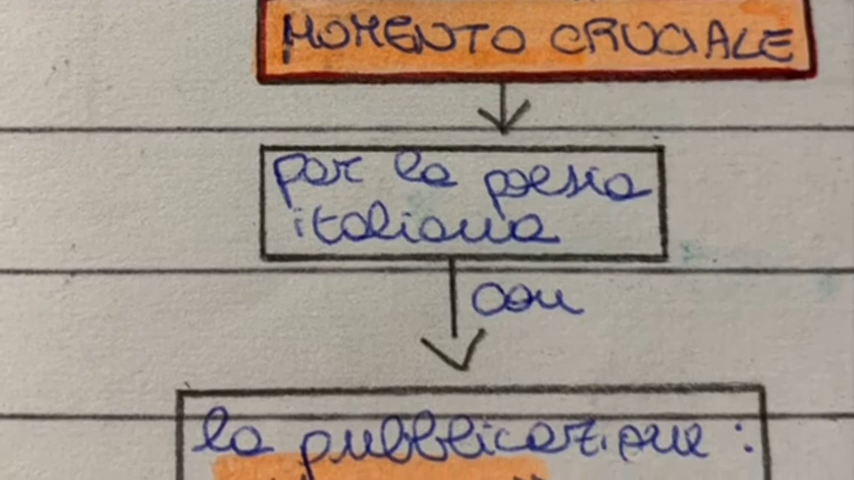 MOMENTO CRUCIALE
per la poesia
italiana
con
la pubblicazione: